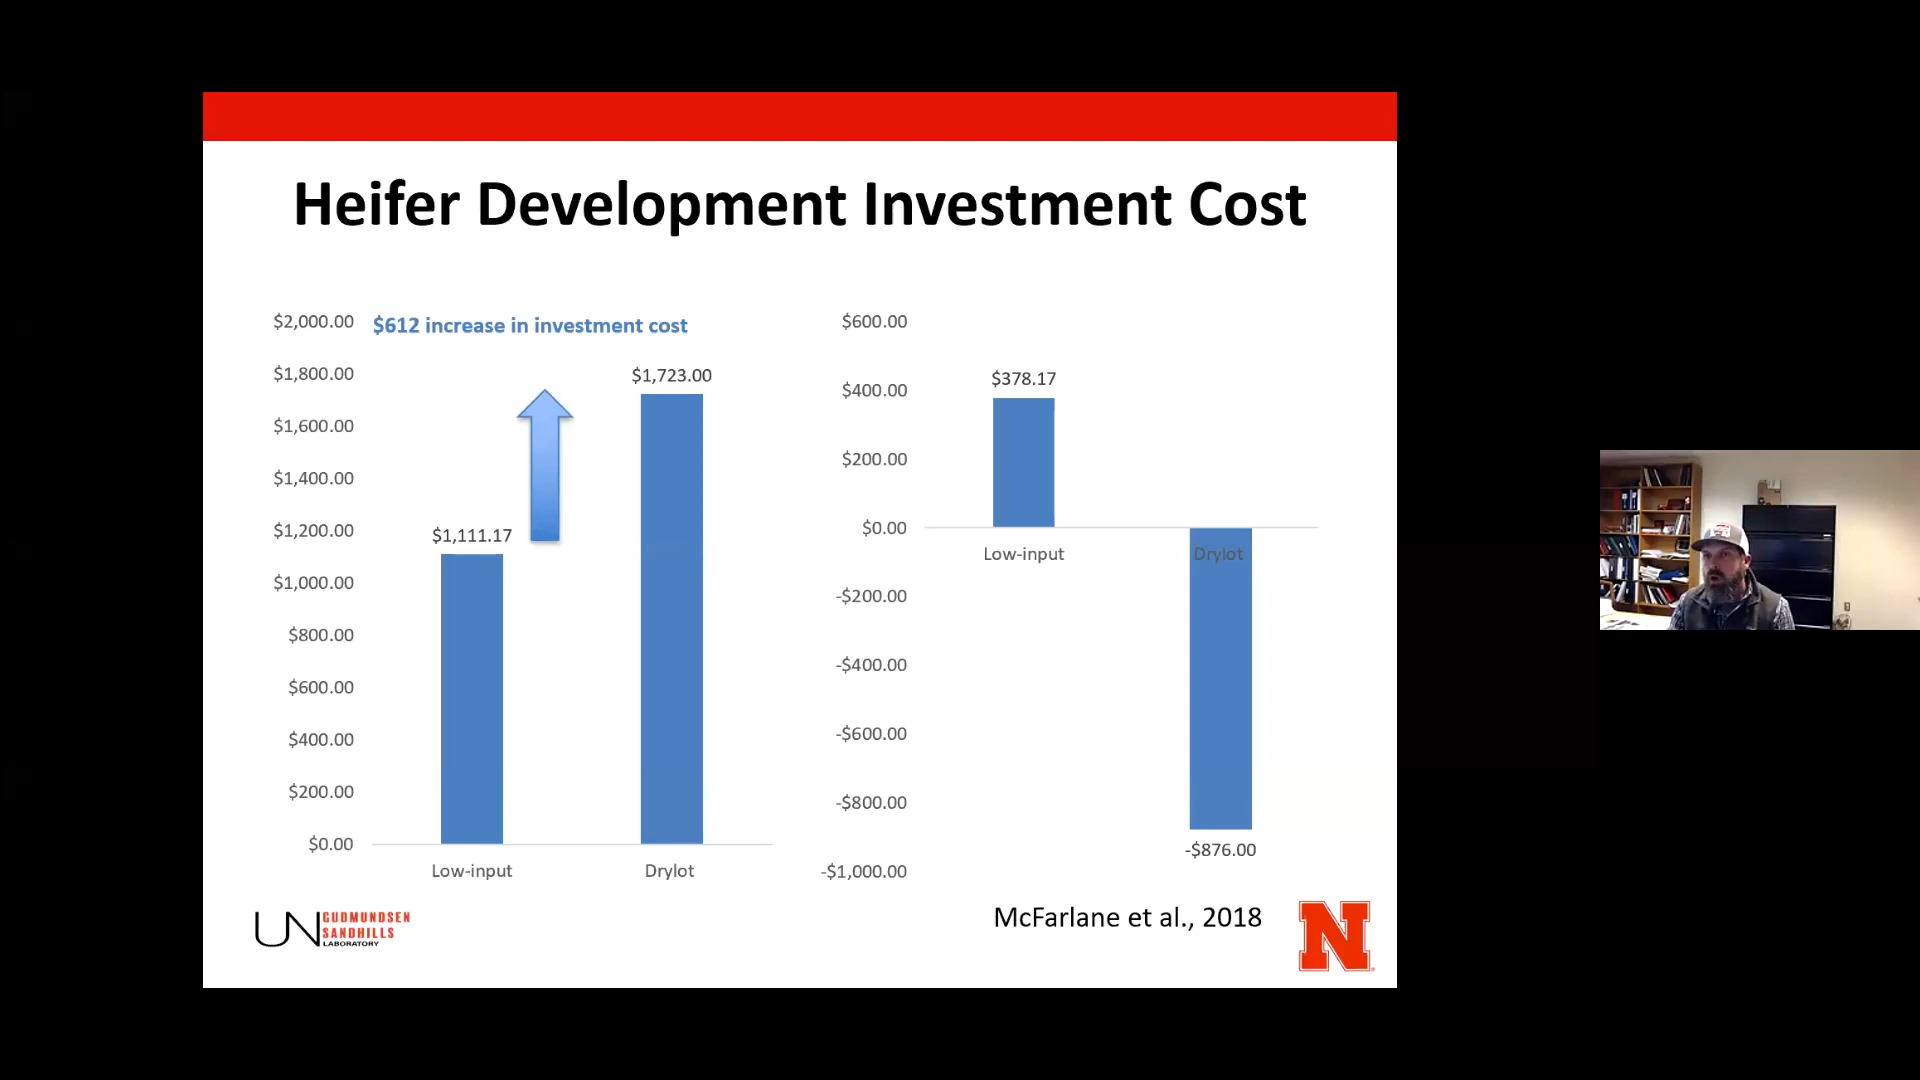 Heifer Development Investment Cost
$612 increase in investment cost
$2,000.00
$1,800.00
$1,600.00
$1,400.00
$1,200.00
$1,000.00
$800.00
$600.00
$400.00
$200.00
$0.00
$1,111.17
$1,723.00
Low-input
Drylot
$600.00
$400.00
$200.00
$0.00
-$200.00
-$400.00
-$600.00
-$800.00
-$1,000.00
$378.17
Low-input
Drylot
-$876.00
UN
GUDMUNDSEN
SANDHILLS
LABORATORY
McFarlane et al., 2018
N